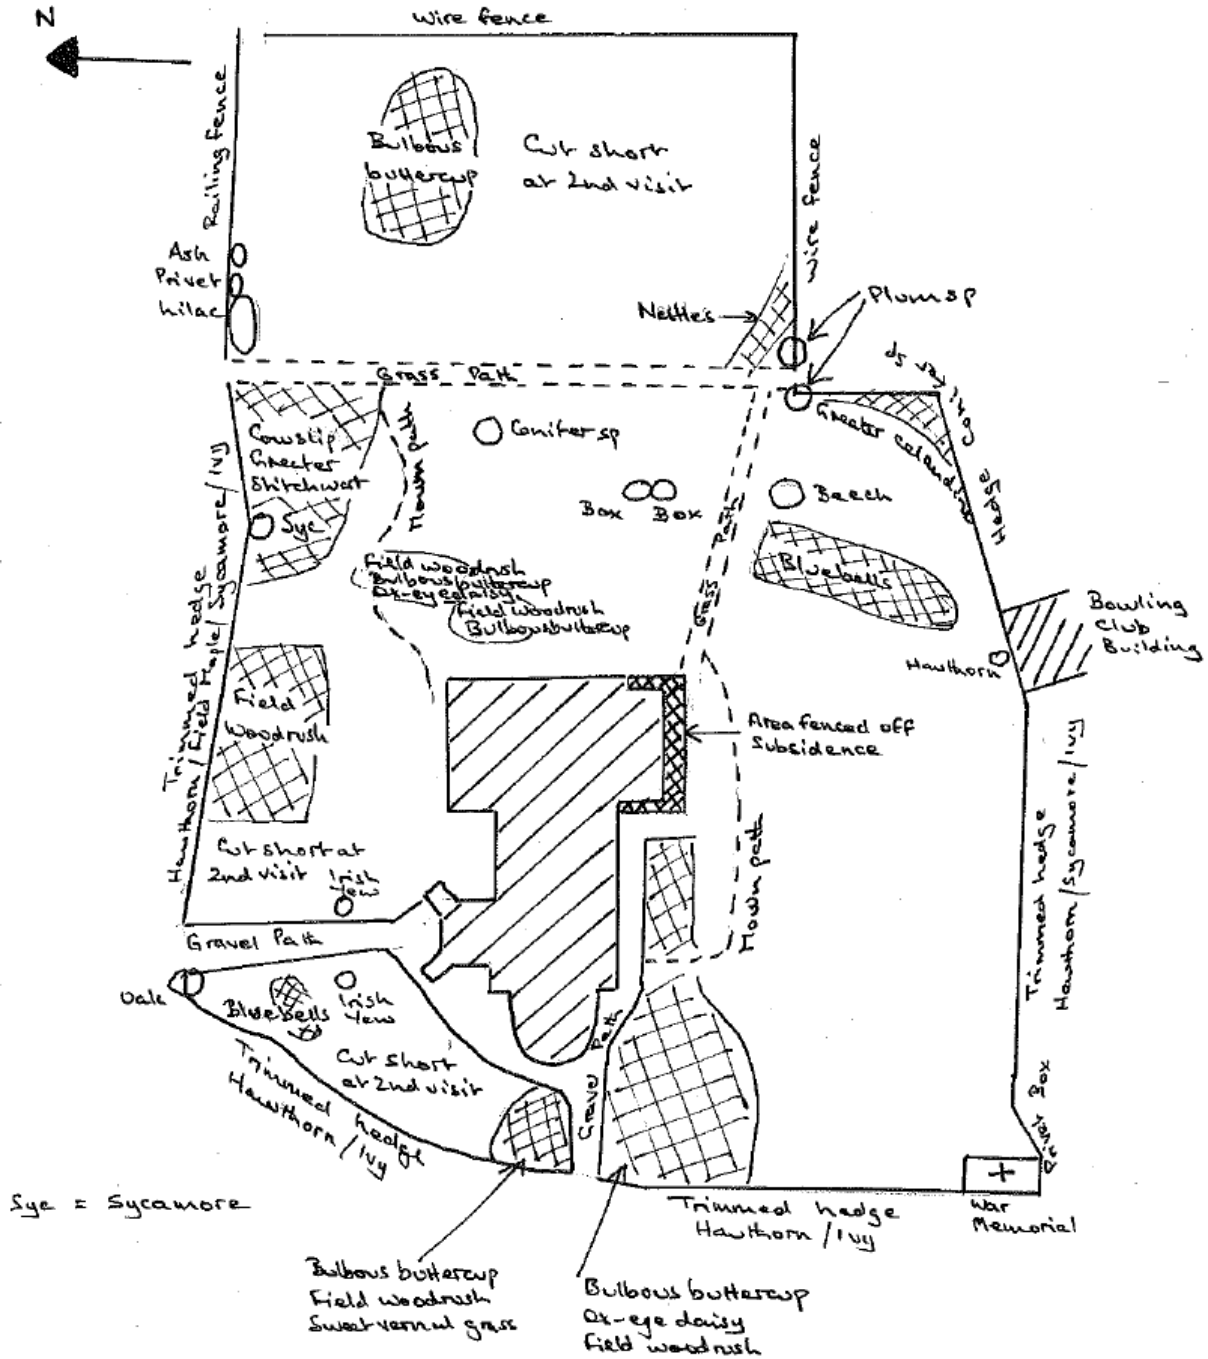 N
Wire fence
Railing fence
Bulbous
buttercup
Cut short
at 2nd visit
Wire fence
Ash
Privet
Lilac
Nettles
Plum sp
Grass Path
Cowslip
Greater
Stitchwort
Mown path
Conifer sp
Greater celandine
Hedge
Syc
Box Box
Beech
Grass Path
Bluebells
Field woodrush
Bulbous buttercup
Ox-eye daisy
Field woodrush
Bulbous buttercup
Bowling
Club
Building
Hawthorn
Trimmed hedge
Hawthorn/Field Maple/Sycamore/Ivy
Field
Woodrush
Area fenced off
Subsidence
Cut short at
2nd visit
Irish
Yew
Mown path
Trimmed hedge
Hawthorn/Sycamore/Ivy
Gravel Path
Oak
Bluebells
Irish
Yew
Cut short
at 2nd visit
Gravel Path
Trimmed hedge
Hawthorn/Ivy
Privet Box
Syc = Sycamore
Trimmed hedge
Hawthorn/Ivy
War
Memorial
Bulbous buttercup
Field woodrush
Sweet vernal grass
Bulbous buttercup
Ox-eye daisy
Field woodrush